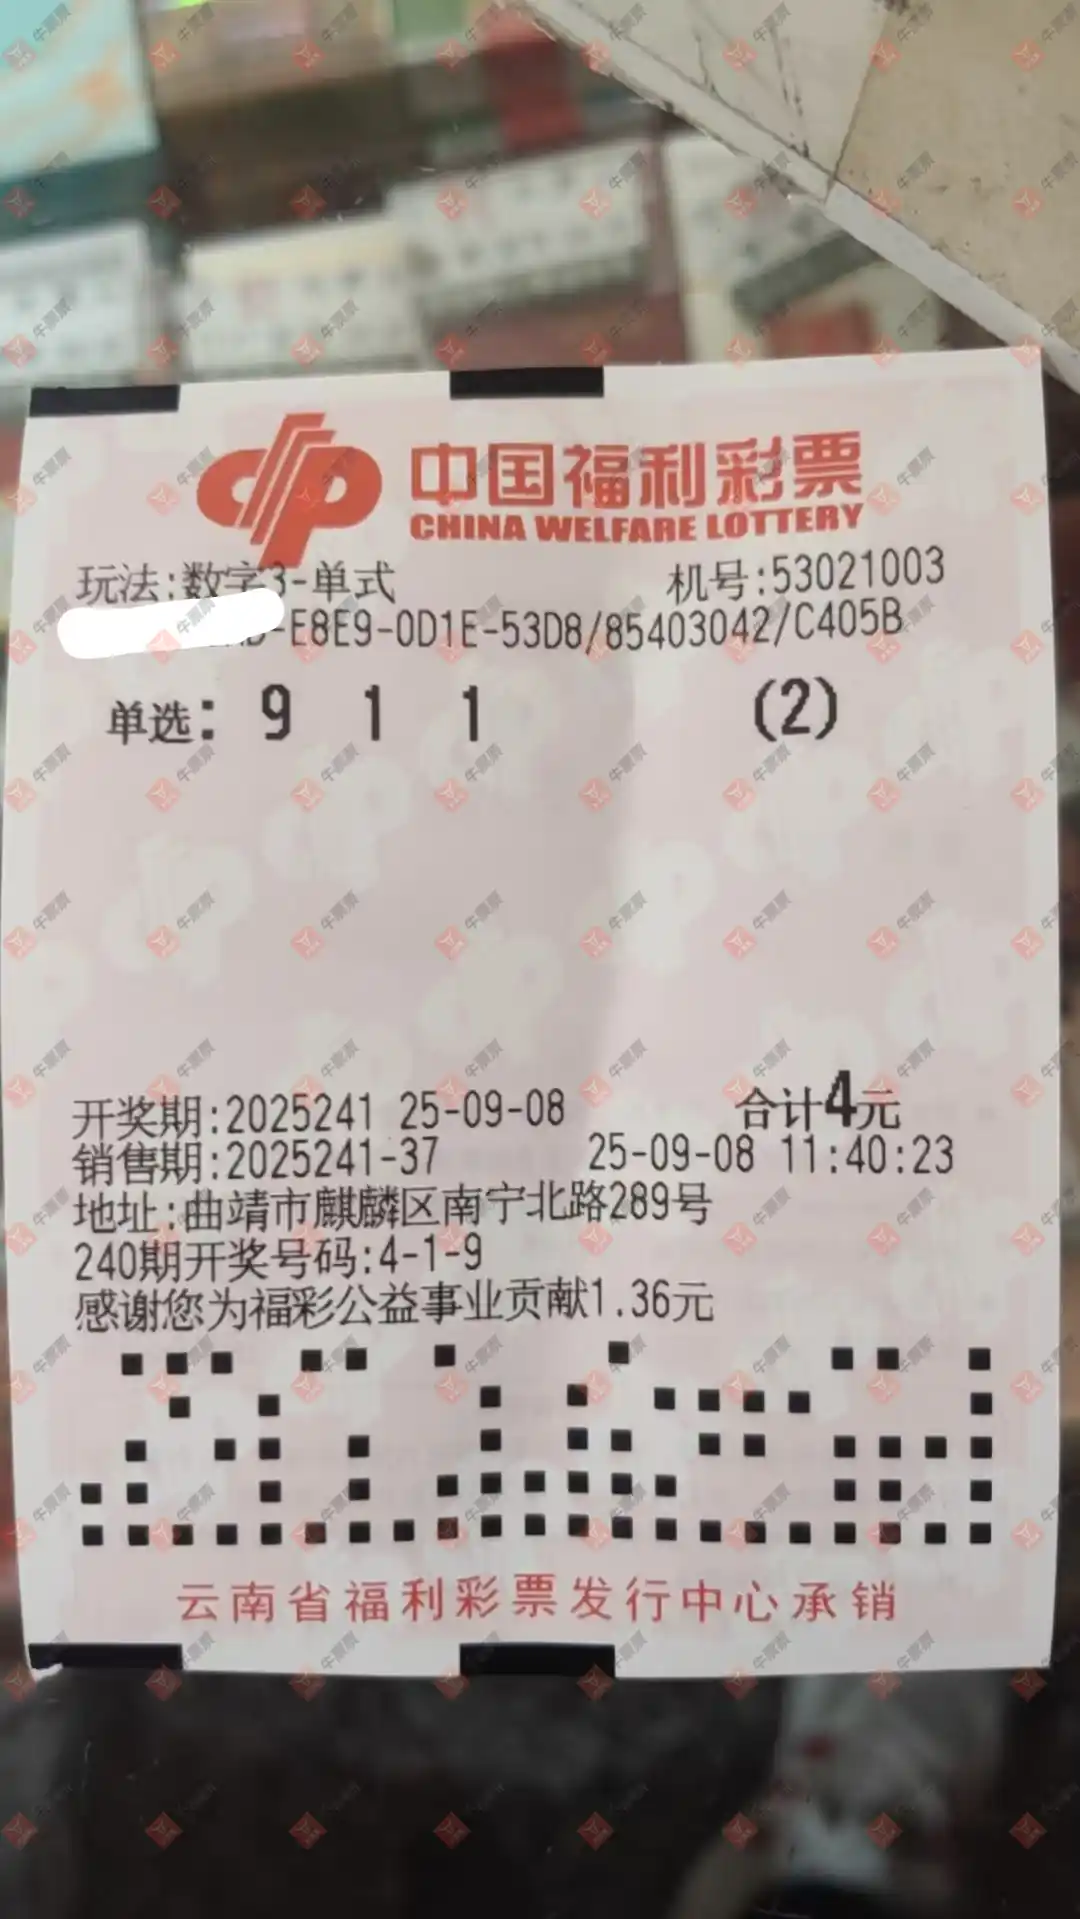 中国福利彩票
CHINA WELFARE LOTTERY
玩法:数字3-单式 机号:53021003
-E8E9-0D1E-53D8/85403042/C405B
单选: 9 1 1 (2)
开奖期:2025241 25-09-08 合计4元
销售期:2025241-37 25-09-08 11:40:23
地址:曲靖市麒麟区南宁北路289号
240期开奖号码:4-1-9
感谢您为福彩公益事业贡献1.36元
云南省福利彩票发行中心承销
牛票票